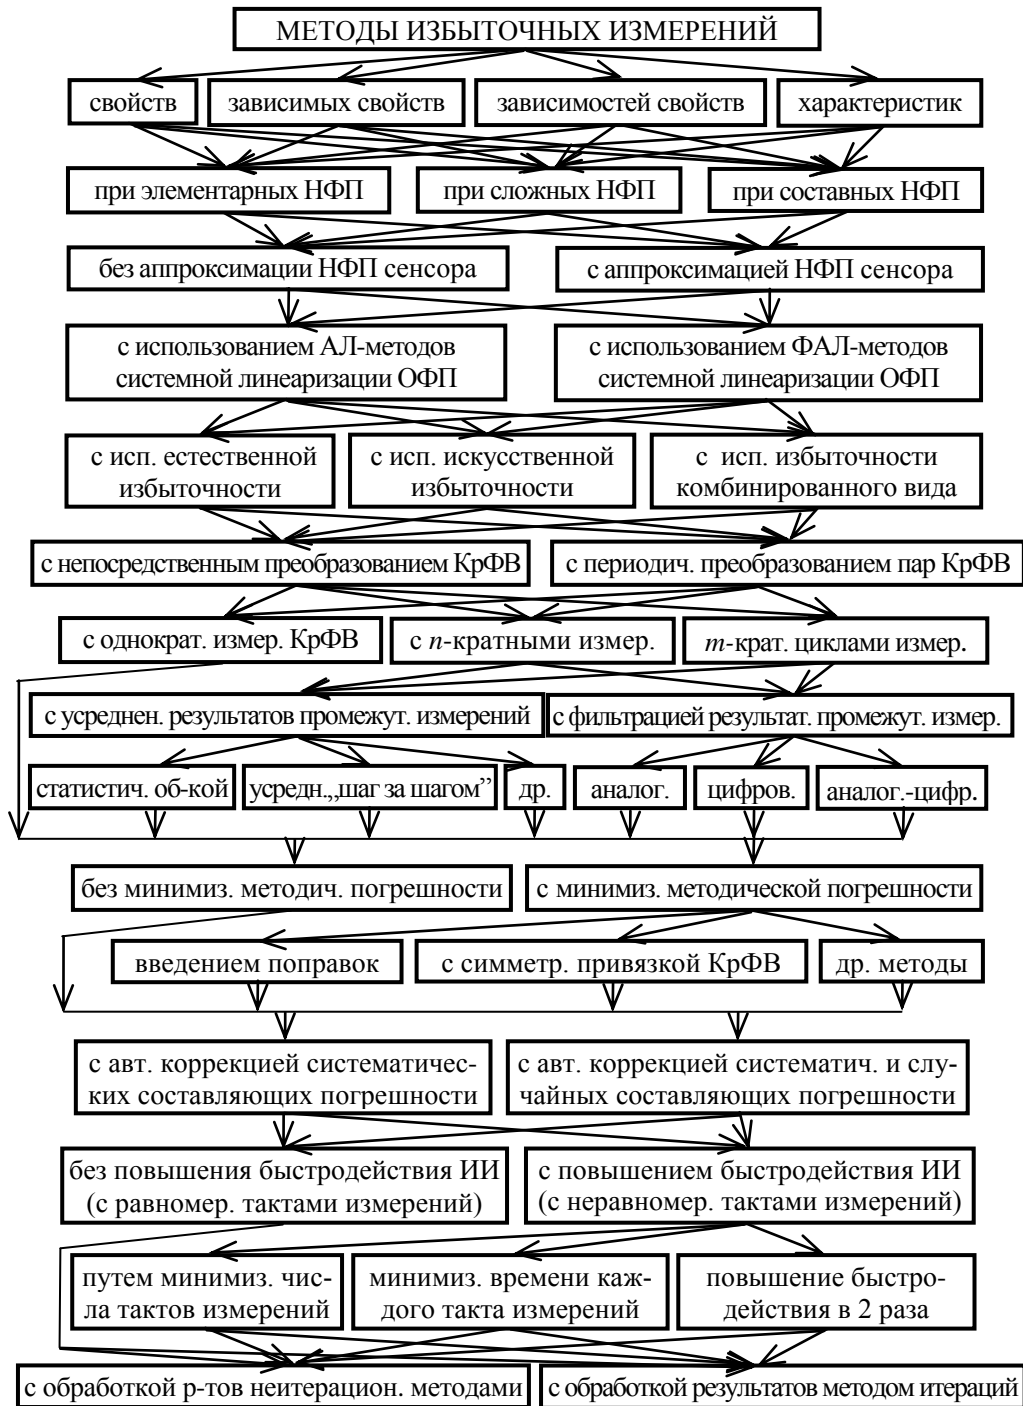 МЕТОДЫ ИЗБЫТОЧНЫХ ИЗМЕРЕНИЙ
свойств
зависимых свойств
зависимостей свойств
характеристик
при элементарных НФП
при сложных НФП
при составных НФП
без аппроксимации НФП сенсора
с аппроксимацией НФП сенсора
с использованием АЛ-методов
системной линеаризации ОФП
с использованием ФАЛ-методов
системной линеаризации ОФП
с исп. естественной
избыточности
с исп. искусственной
избыточности
с исп. избыточности
комбинированного вида
с непосредственным преобразованием КрФВ
с периодич. преобразованием пар КрФВ
с однократ. измер. КрФВ
с n-кратными измер.
m-крат. циклами измер.
с усреднен. результатов промежут. измерений
с фильтрацией результат. промежут. измер.
статистич. об-кой
усредн.„шаг за шагом”
др.
аналог.
цифров.
аналог.-цифр.
без минимиз. методич. погрешности
с минимиз. методической погрешности
введением поправок
с симметр. привязкой КрФВ
др. методы
с авт. коррекцией систематичес-
ких составляющих погрешности
с авт. коррекцией систематич. и слу-
чайных составляющих погрешности
без повышения быстродействия ИИ
(с равномер. тактами измерений)
с повышением быстродействия ИИ
(с неравномер. тактами измерений)
путем минимиз. чис-
ла тактов измерений
минимиз. времени каж-
дого такта измерений
повышение быстро-
действия в 2 раза
с обработкой р-тов неитерацион. методами
с обработкой результатов методом итераций